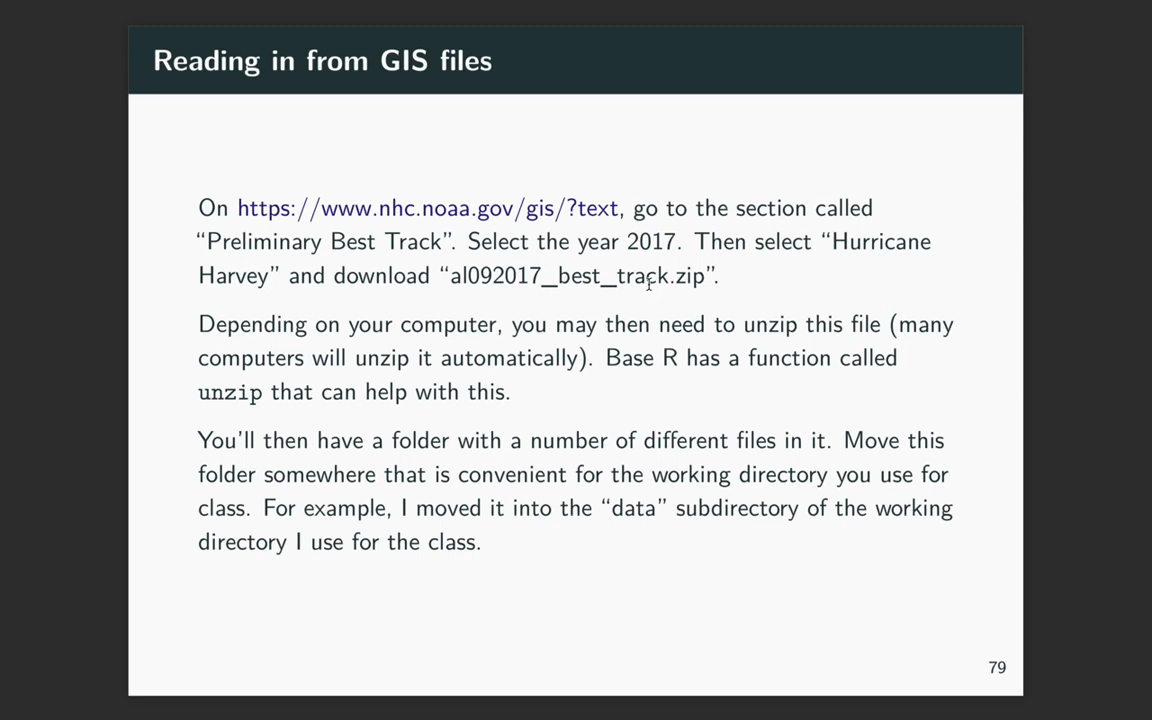 Reading in from GIS files
On https://www.nhc.noaa.gov/gis/?text, go to the section called
“Preliminary Best Track”. Select the year 2017. Then select “Hurricane
Harvey” and download “al092017_best_track.zip”.
Depending on your computer, you may then need to unzip this file (many
computers will unzip it automatically). Base R has a function called
unzip that can help with this.
You’ll then have a folder with a number of different files in it. Move this
folder somewhere that is convenient for the working directory you use for
class. For example, I moved it into the “data” subdirectory of the working
directory I use for the class.
79